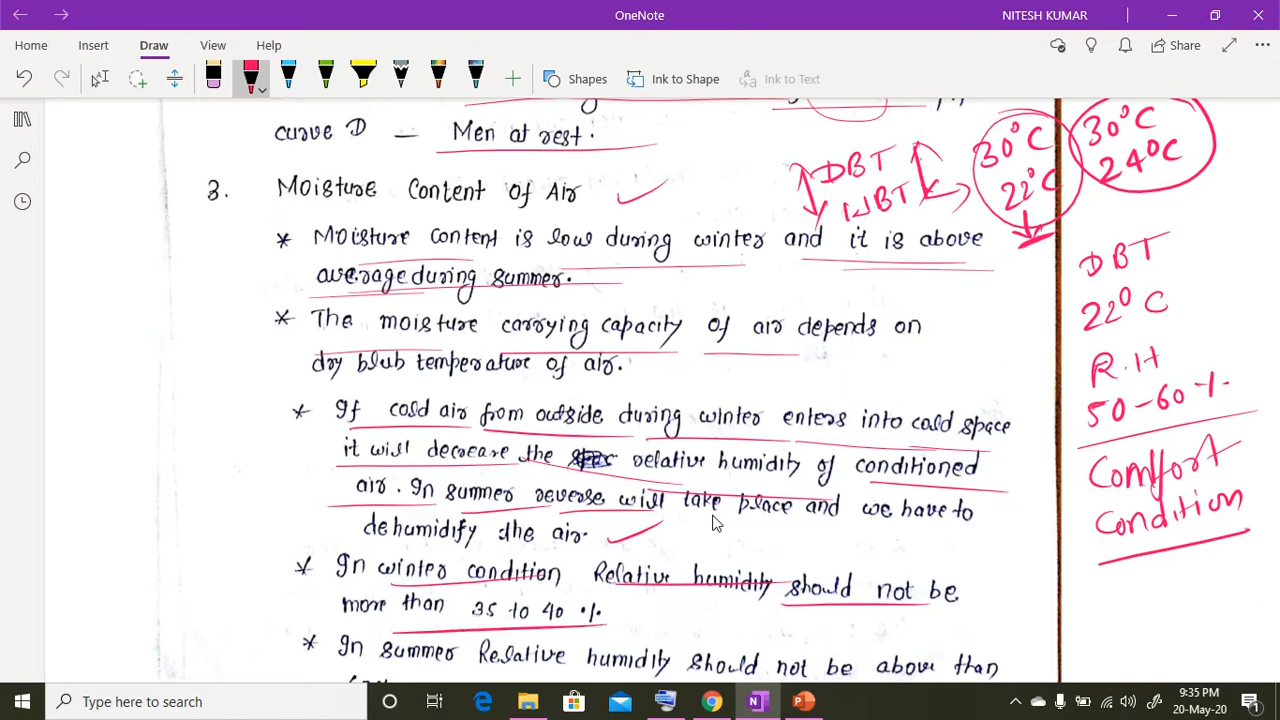 OneNote
NITESH KUMAR
Home Insert Draw View Help
Share
Shapes Ink to Shape Ink to Text
curve D — Men at rest.
3. Moisture Content of Air
* Moisture Content is low during winter and it is above
average during summer.
* The moisture carrying capacity of air depends on
dry blub temperature of air.
* If cold air from outside during winter enters into cold space
it will decrease the relative humidity of conditioned
air. In summer reverse will take place and we have to
dehumidify the air.
* In winter condition Relative humidity should not be
more than 35 to 40 %
* In summer Relative humidity should not be above than
DBT
WBT
30°C
22°C
30°C
24°C
DBT
22°C
R.H
50-60%
Comfort
Condition
Type here to search
9:35 PM
20-May-20